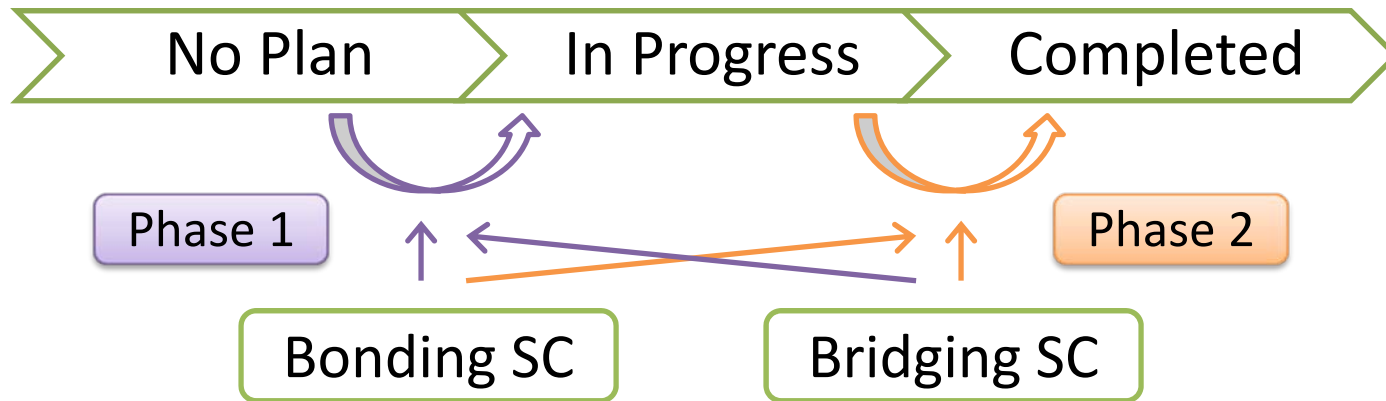 No Plan
In Progress
Completed
Phase 1
Phase 2
Bonding SC
Bridging SC